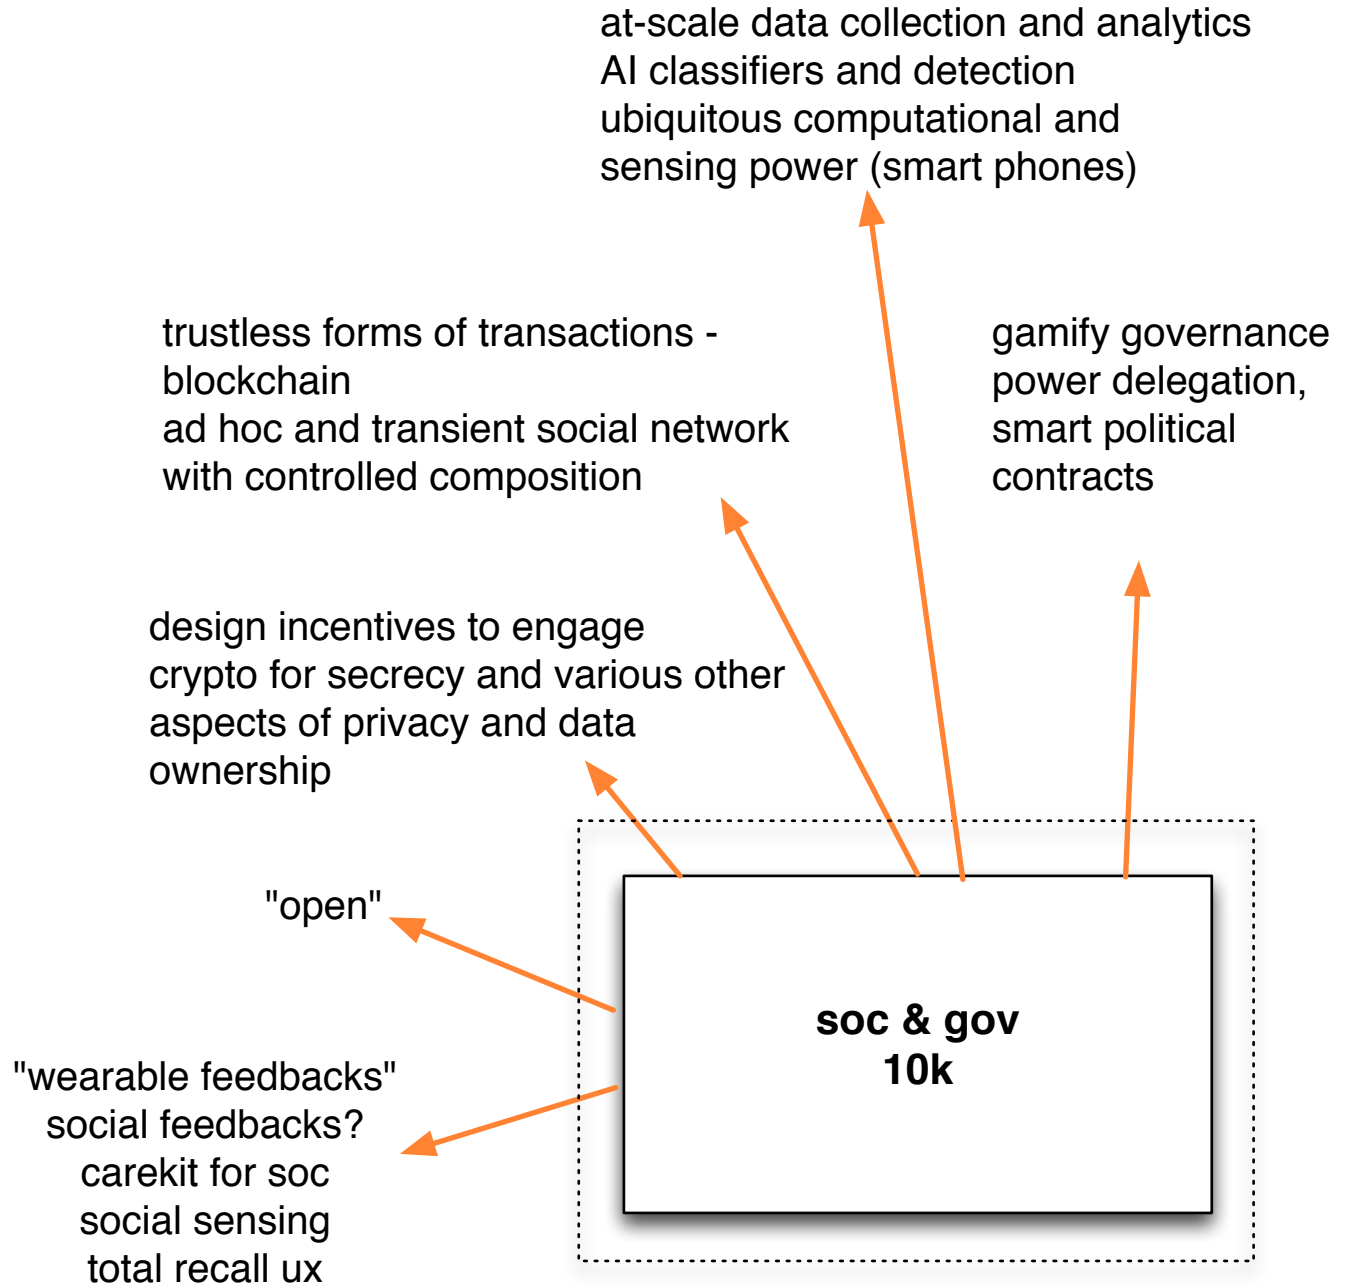 at-scale data collection and analytics
AI classifiers and detection
ubiquitous computational and
sensing power (smart phones)
trustless forms of transactions -
blockchain
ad hoc and transient social network
with controlled composition
gamify governance
power delegation,
smart political
contracts
design incentives to engage
crypto for secrecy and various other
aspects of privacy and data
ownership
"open"
soc & gov
10k
"wearable feedbacks"
social feedbacks?
carekit for soc
social sensing
total recall ux